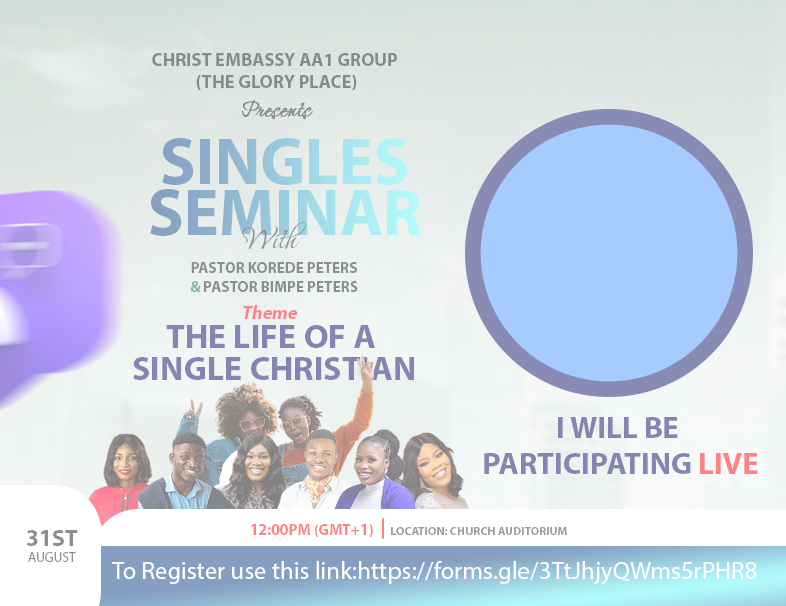 CHRIST EMBASSY AA1 GROUP
(THE GLORY PLACE)
Presents
SINGLES
SEMINAR
With
PASTOR KOREDE PETERS
& PASTOR BIMPE PETERS
Theme
THE LIFE OF A
SINGLE CHRISTIAN
I WILL BE
PARTICIPATING LIVE
31ST
AUGUST
12:00PM (GMT+1) | LOCATION: CHURCH AUDITORIUM
To Register use this link:https://forms.gle/3TtJhjyQWms5rPHR8